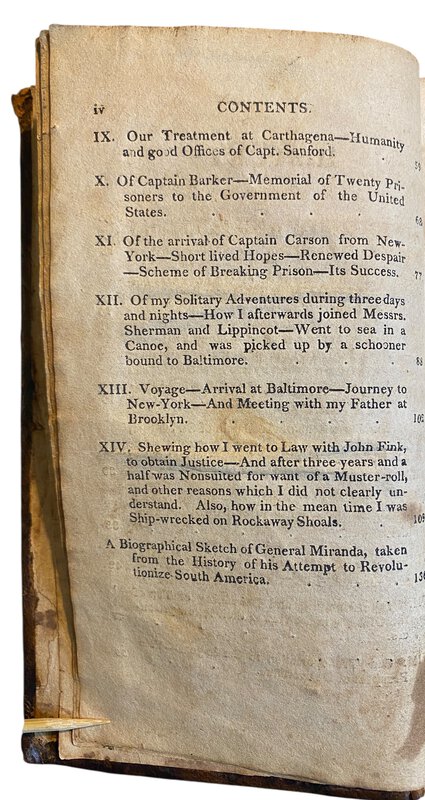 iv CONTENTS.
IX. Our Treatment at Carthagena—Humanity
and good Offices of Capt. Sanford.
X. Of Captain Barker—Memorial of Twenty Pri-
soners to the Government of the United
States. . . . . . 68
XI. Of the arrival of Captain Carson from New-
York—Short lived Hopes—Renewed Despair
—Scheme of Breaking Prison—Its Success. 77
XII. Of my Solitary Adventures during three days
and nights—How I afterwards joined Messrs.
Sherman and Lippincot—Went to sea in a
Canoe, and was picked up by a schooner
bound to Baltimore. . . . . 88
XIII. Voyage—Arrival at Baltimore—Journey to
New-York—And Meeting with my Father at
Brooklyn. . . . . . 102
XIV. Shewing how I went to Law with John Fink,
to obtain Justice—And after three years and a
half was Nonsuited for want of a Muster-roll,
and other reasons which I did not clearly un-
derstand. Also, how in the mean time I was
Ship-wrecked on Rockaway Shoals. . 109
A Biographical Sketch of General Miranda, taken
from the History of his Attempt to Revolu-
tionize South America. . . . .